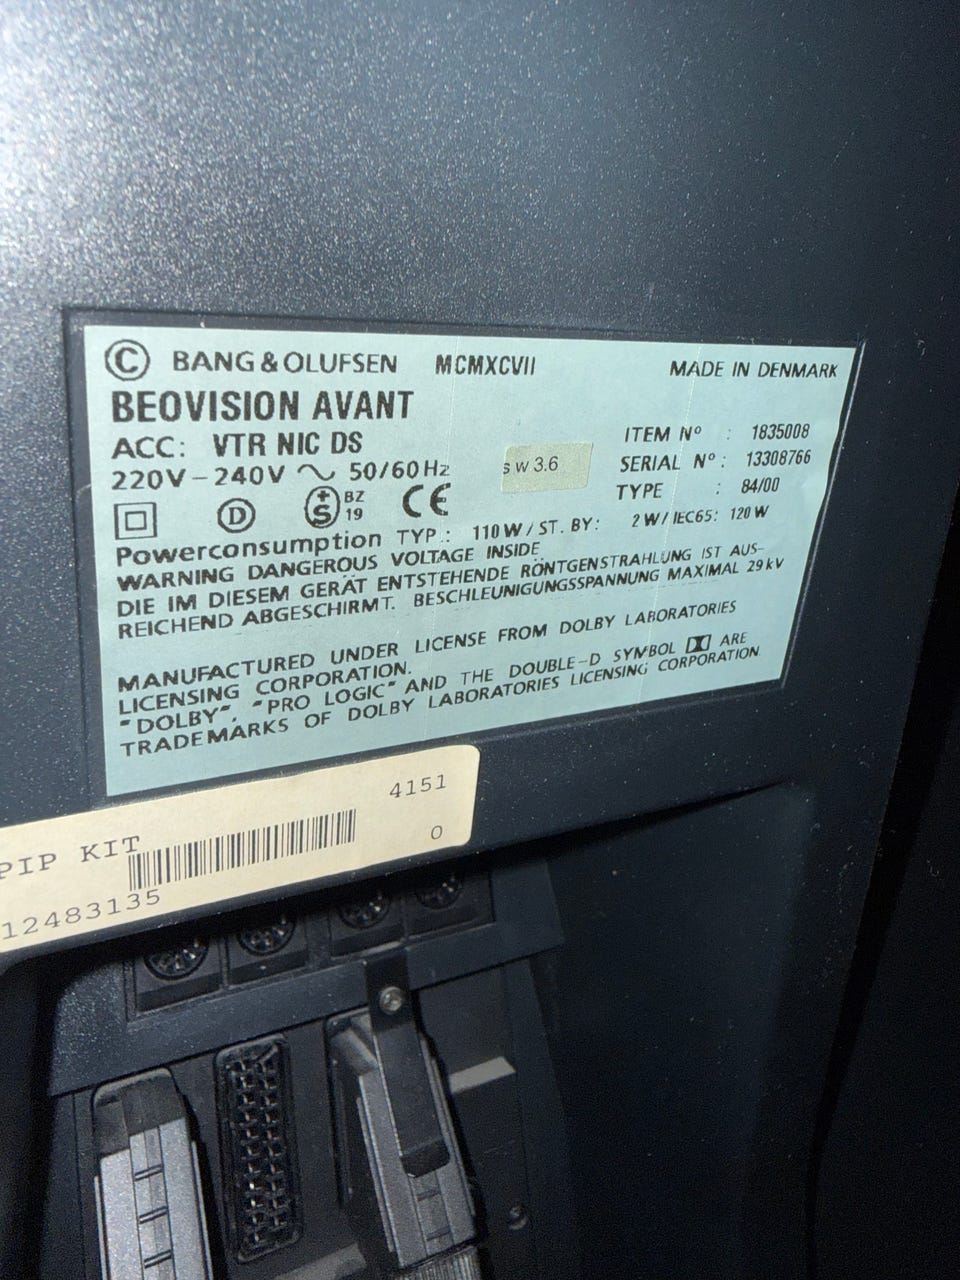 © BANG & OLUFSEN MCMXCVII MADE IN DENMARK
BEOVISION AVANT
ACC: VTR NIC DS
220V – 240V ~ 50/60 Hz
s w 3.6
ITEM Nº : 1835008
SERIAL Nº : 13308766
TYPE : 84/00
D
+S BZ 19
CE
Powerconsumption TYP.: 110 W / ST. BY: 2 W / IEC65: 120 W
WARNING DANGEROUS VOLTAGE INSIDE
DIE IM DIESEM GERÄT ENTSTEHENDE RÖNTGENSTRAHLUNG IST AUS-
REICHEND ABGESCHIRMT. BESCHLEUNIGUNGSSPANNUNG MAXIMAL 29 kV
MANUFACTURED UNDER LICENSE FROM DOLBY LABORATORIES
LICENSING CORPORATION.
"DOLBY", "PRO LOGIC" AND THE DOUBLE-D SYMBOL ARE
TRADEMARKS OF DOLBY LABORATORIES LICENSING CORPORATION
PIP KIT 4151
0
12483135